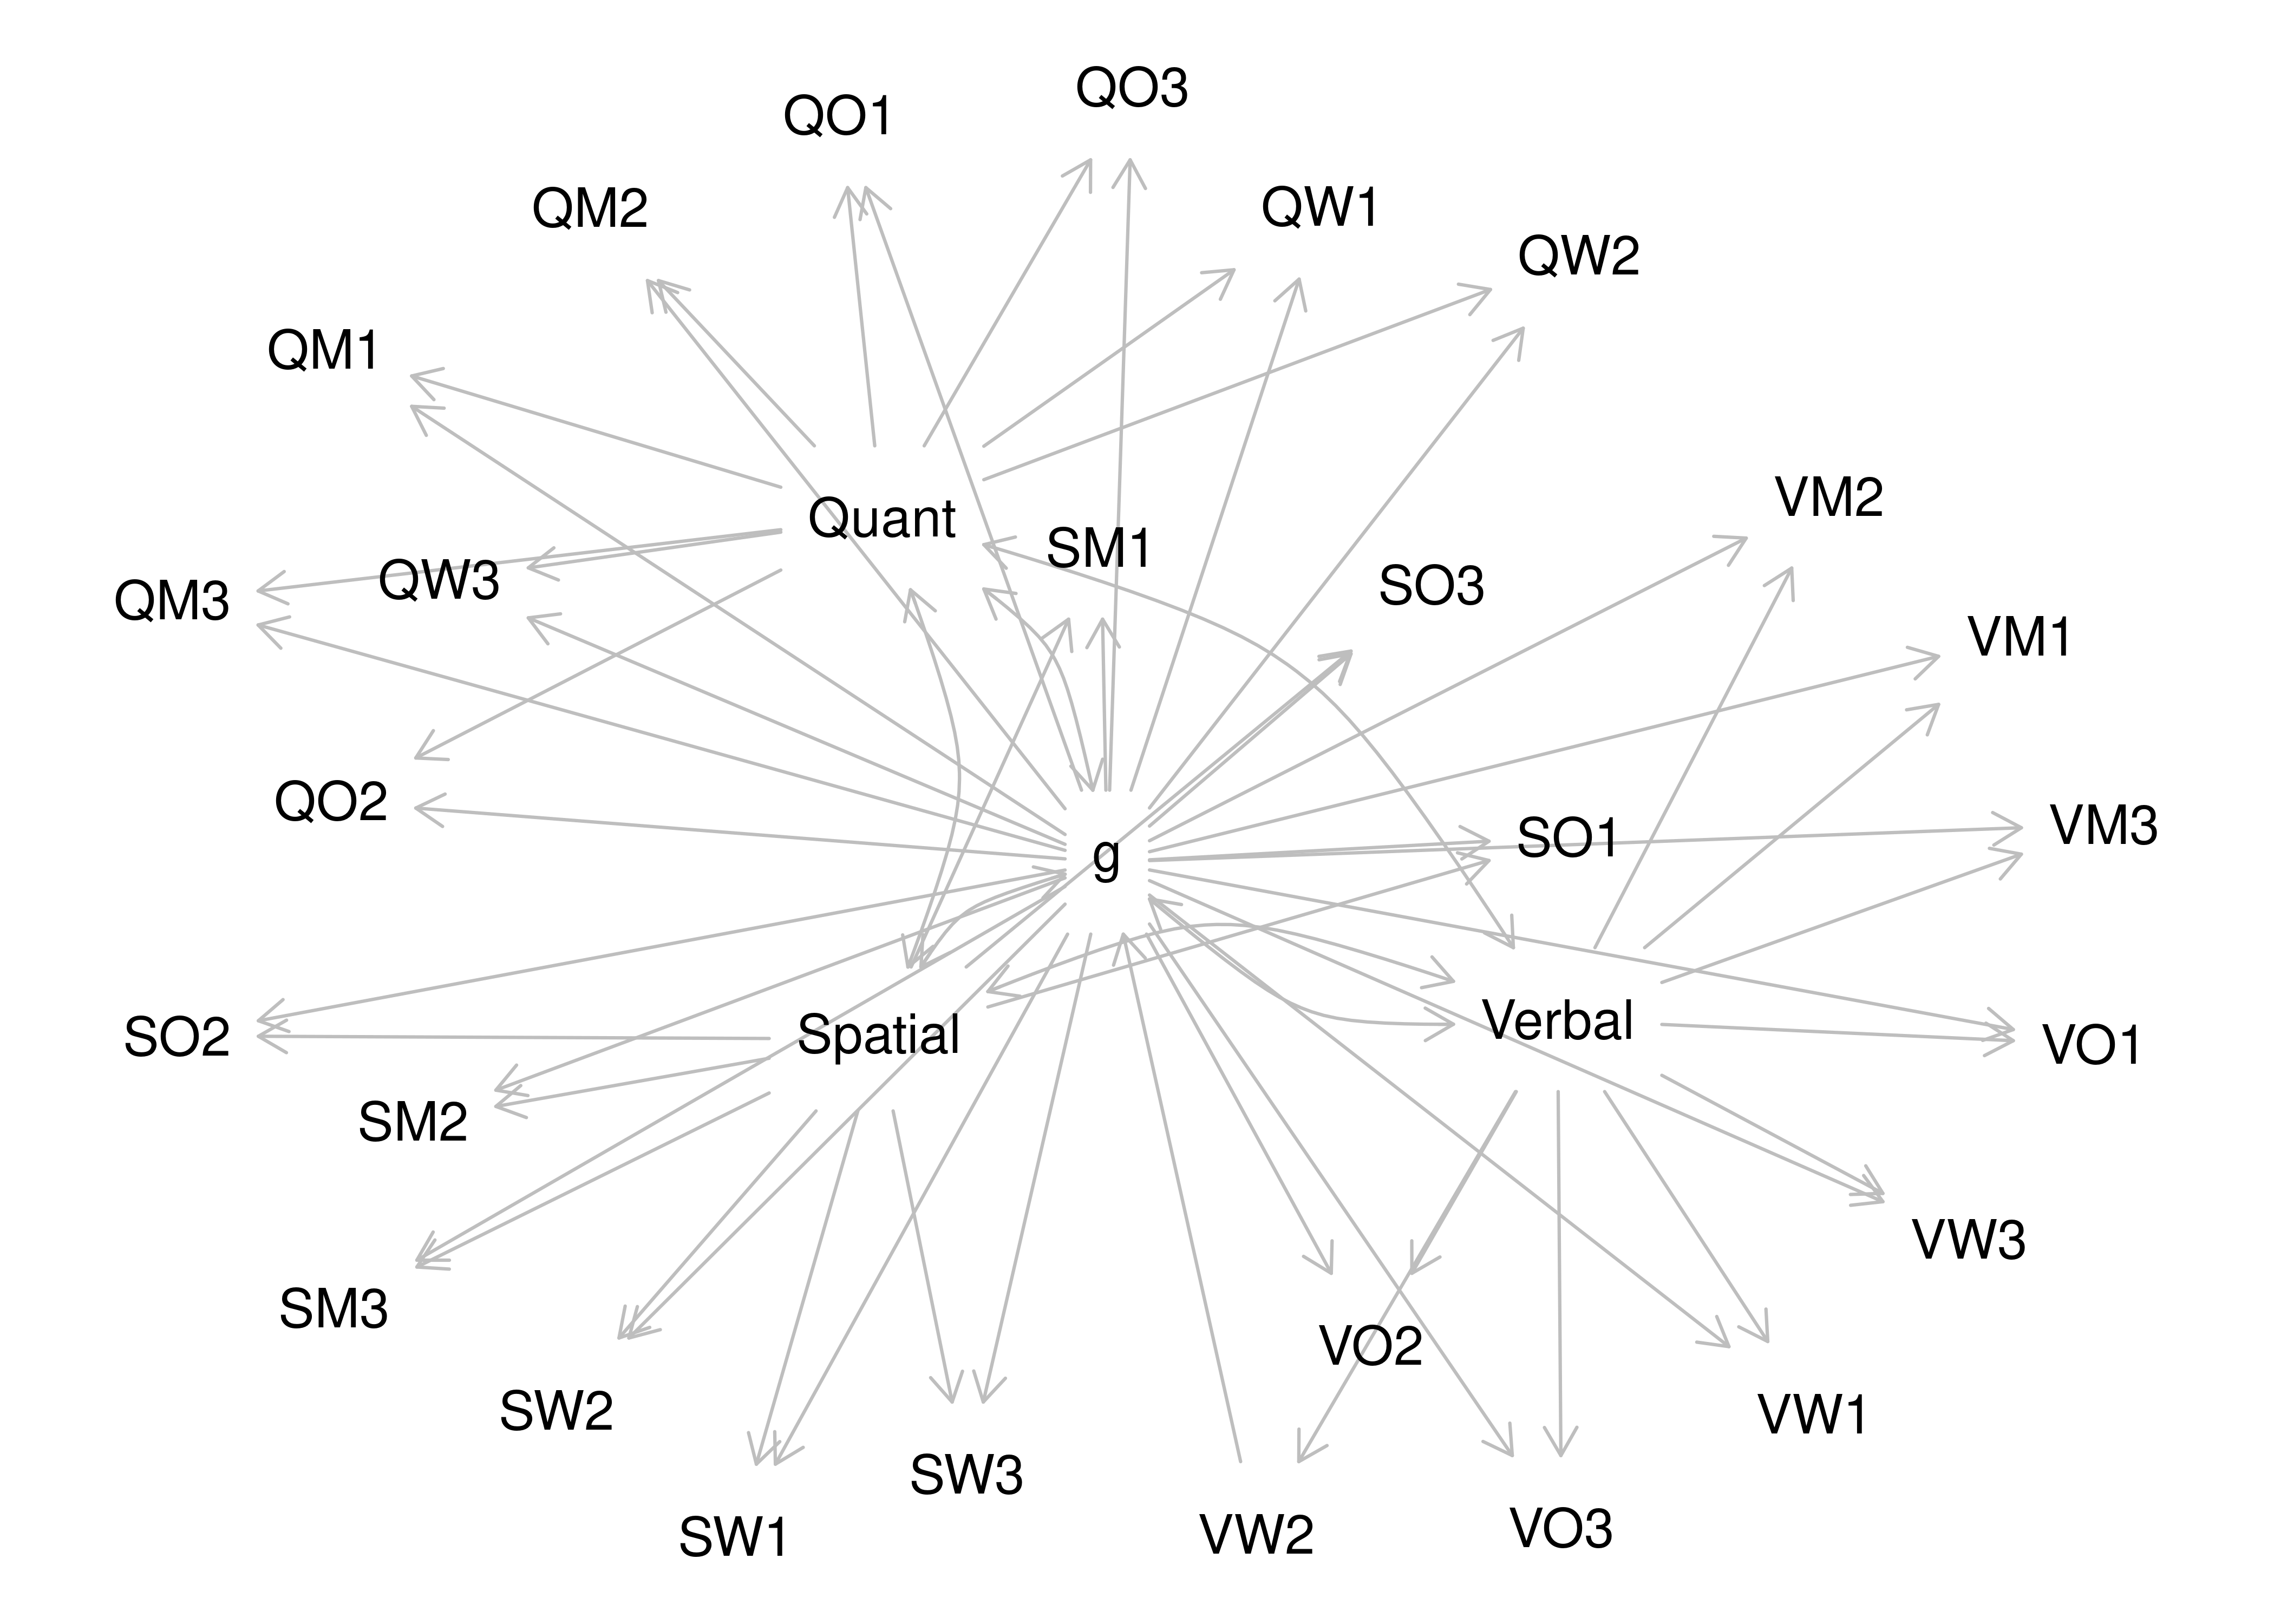 QO3
QO1
QM2
QW1
QW2
QM1
VM2
Quant
SM1
QW3
SO3
QM3
VM1
QO2
VM3
SO1
g
Verbal
Spatial
SO2
VO1
SM2
VW3
SM3
VO2
SW2
VW1
SW3
VO3
VW2
SW1